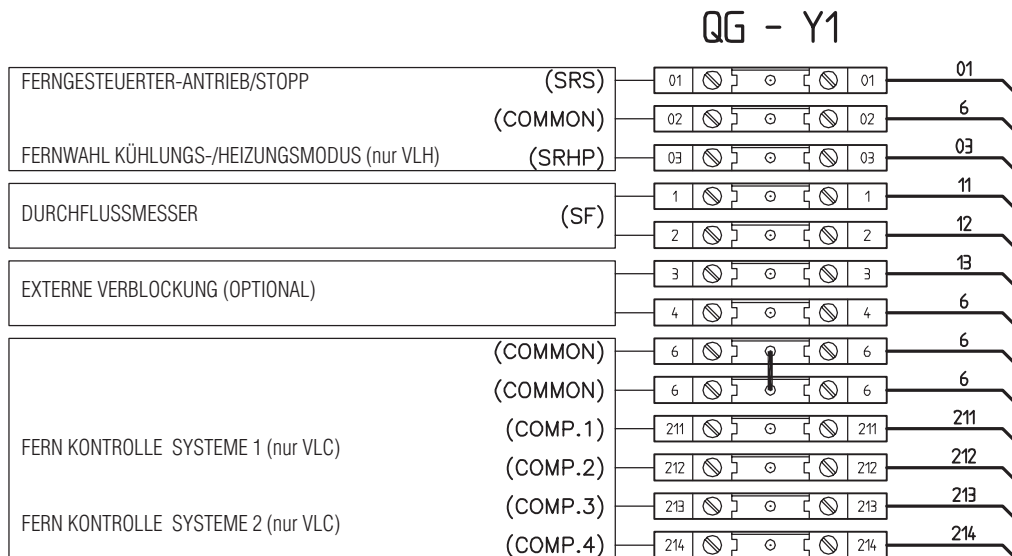 QG - Y1
FERNGESTEUERTER-ANTRIEB/STOPP (SRS) 01 01 01
(COMMON) 02 02 6
FERNWAHL KÜHLUNGS-/HEIZUNGSMODUS (nur VLH) (SRHP) 03 03 03
1 1 11
DURCHFLUSSMESSER (SF)
2 2 12
3 3 13
EXTERNE VERBLOCKUNG (OPTIONAL)
4 4 6
(COMMON) 6 6 6
(COMMON) 6 6 6
(COMP.1) 211 211 211
FERN KONTROLLE SYSTEME 1 (nur VLC)
(COMP.2) 212 212 212
(COMP.3) 213 213 213
FERN KONTROLLE SYSTEME 2 (nur VLC)
(COMP.4) 214 214 214